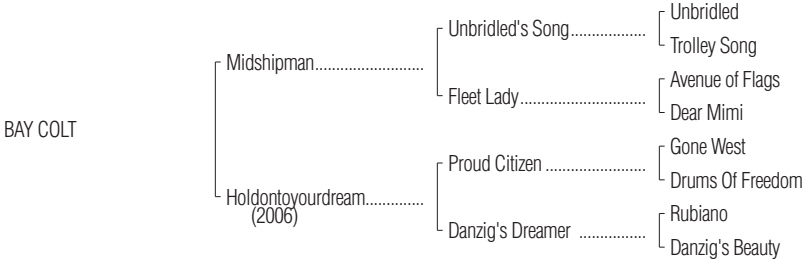 Unbridled
Unbridled's Song..................
Trolley Song
Midshipman..........................
Avenue of Flags
Fleet Lady..............................
Dear Mimi
BAY COLT
Gone West
Proud Citizen ........................
Drums Of Freedom
Holdontoyourdream..............
(2006)
Rubiano
Danzig's Dreamer ................
Danzig's Beauty